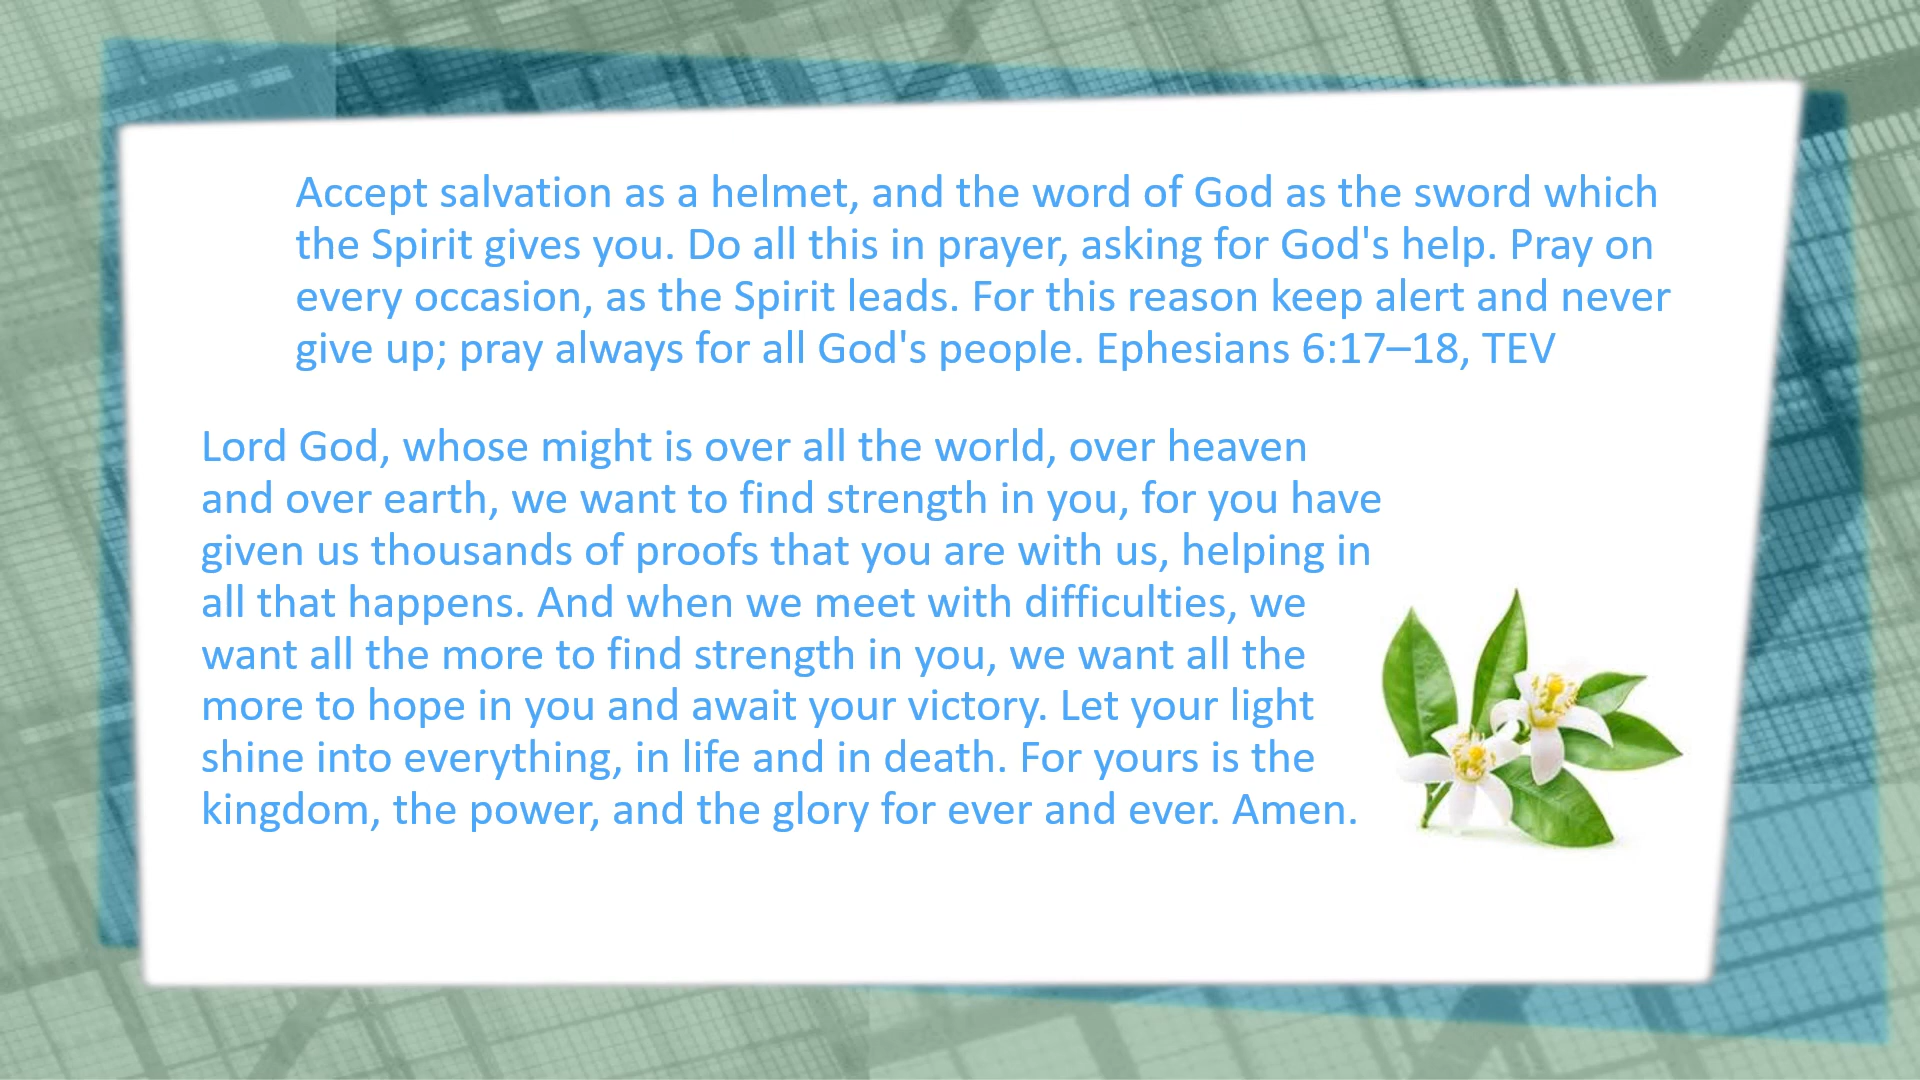 Accept salvation as a helmet, and the word of God as the sword which
the Spirit gives you. Do all this in prayer, asking for God's help. Pray on
every occasion, as the Spirit leads. For this reason keep alert and never
give up; pray always for all God's people. Ephesians 6:17–18, TEV
Lord God, whose might is over all the world, over heaven
and over earth, we want to find strength in you, for you have
given us thousands of proofs that you are with us, helping in
all that happens. And when we meet with difficulties, we
want all the more to find strength in you, we want all the
more to hope in you and await your victory. Let your light
shine into everything, in life and in death. For yours is the
kingdom, the power, and the glory for ever and ever. Amen.